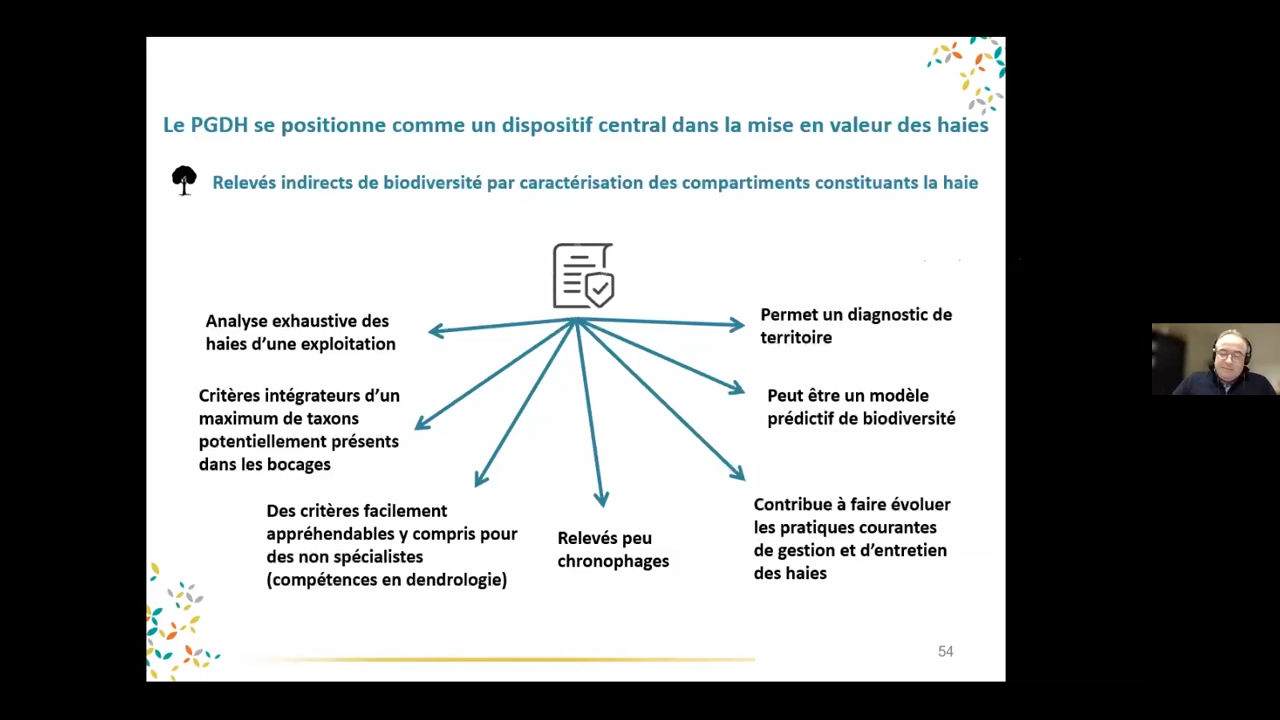 Le PGDH se positionne comme un dispositif central dans la mise en valeur des haies
Relevés indirects de biodiversité par caractérisation des compartiments constituants la haie
Analyse exhaustive des
haies d’une exploitation
Critères intégrateurs d’un
maximum de taxons
potentiellement présents
dans les bocages
Des critères facilement
appréhendables y compris pour
des non spécialistes
(compétences en dendrologie)
Relevés peu
chronophages
Permet un diagnostic de
territoire
Peut être un modèle
prédictif de biodiversité
Contribue à faire évoluer
les pratiques courantes
de gestion et d’entretien
des haies
54